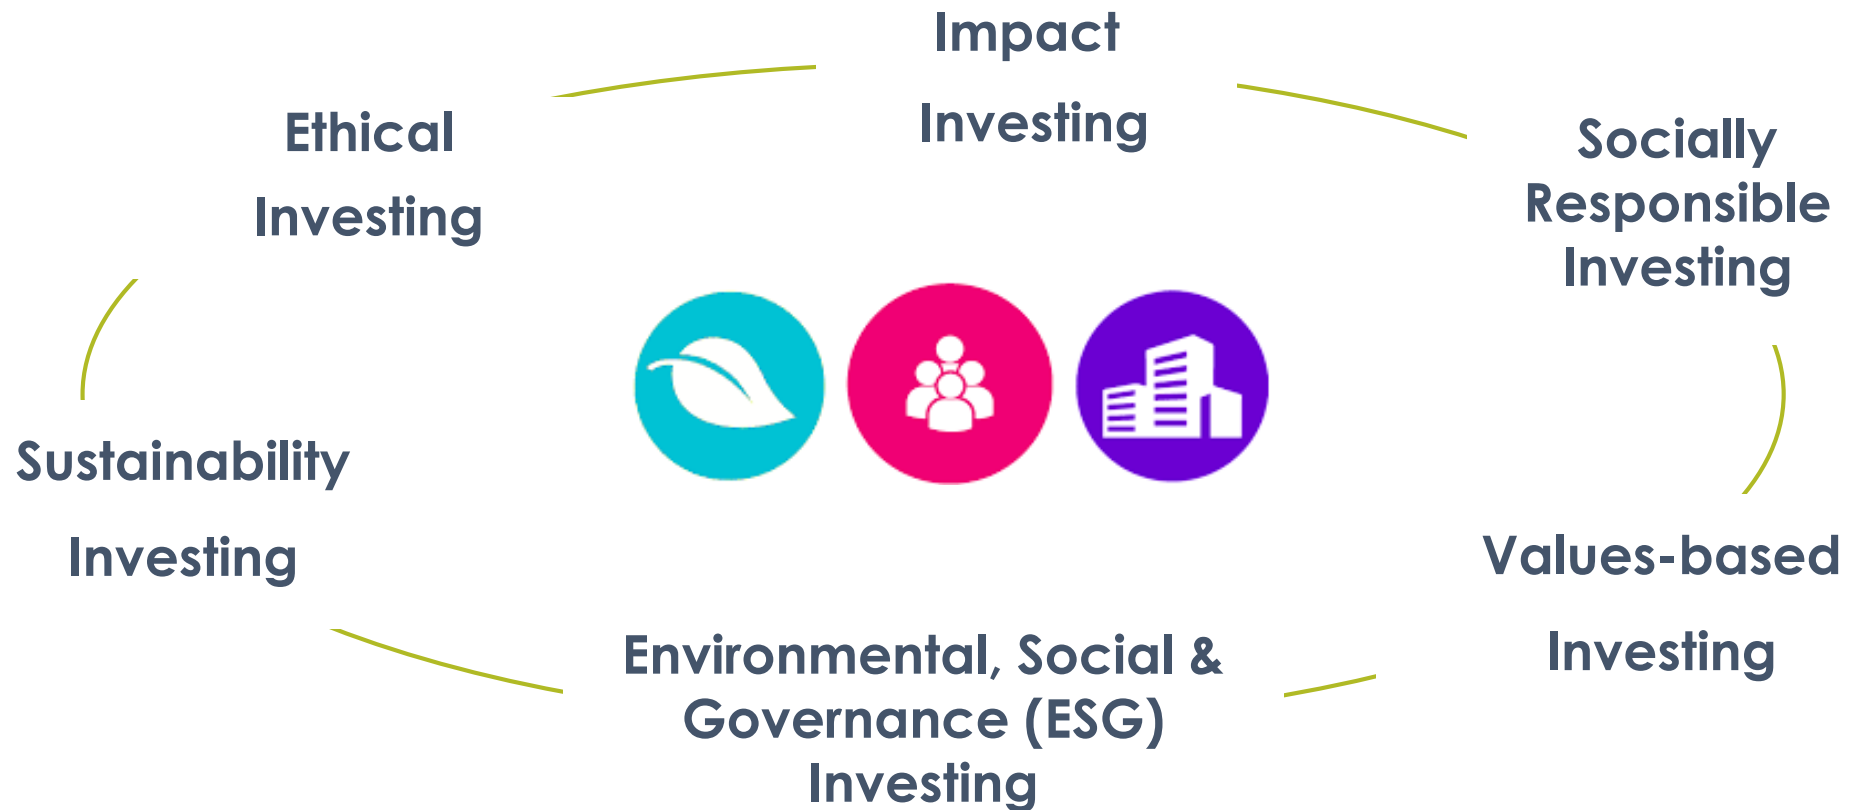 Impact
Investing
Ethical
Investing
Socially
Responsible
Investing
Sustainability
Investing
Values-based
Investing
Environmental, Social &
Governance (ESG)
Investing